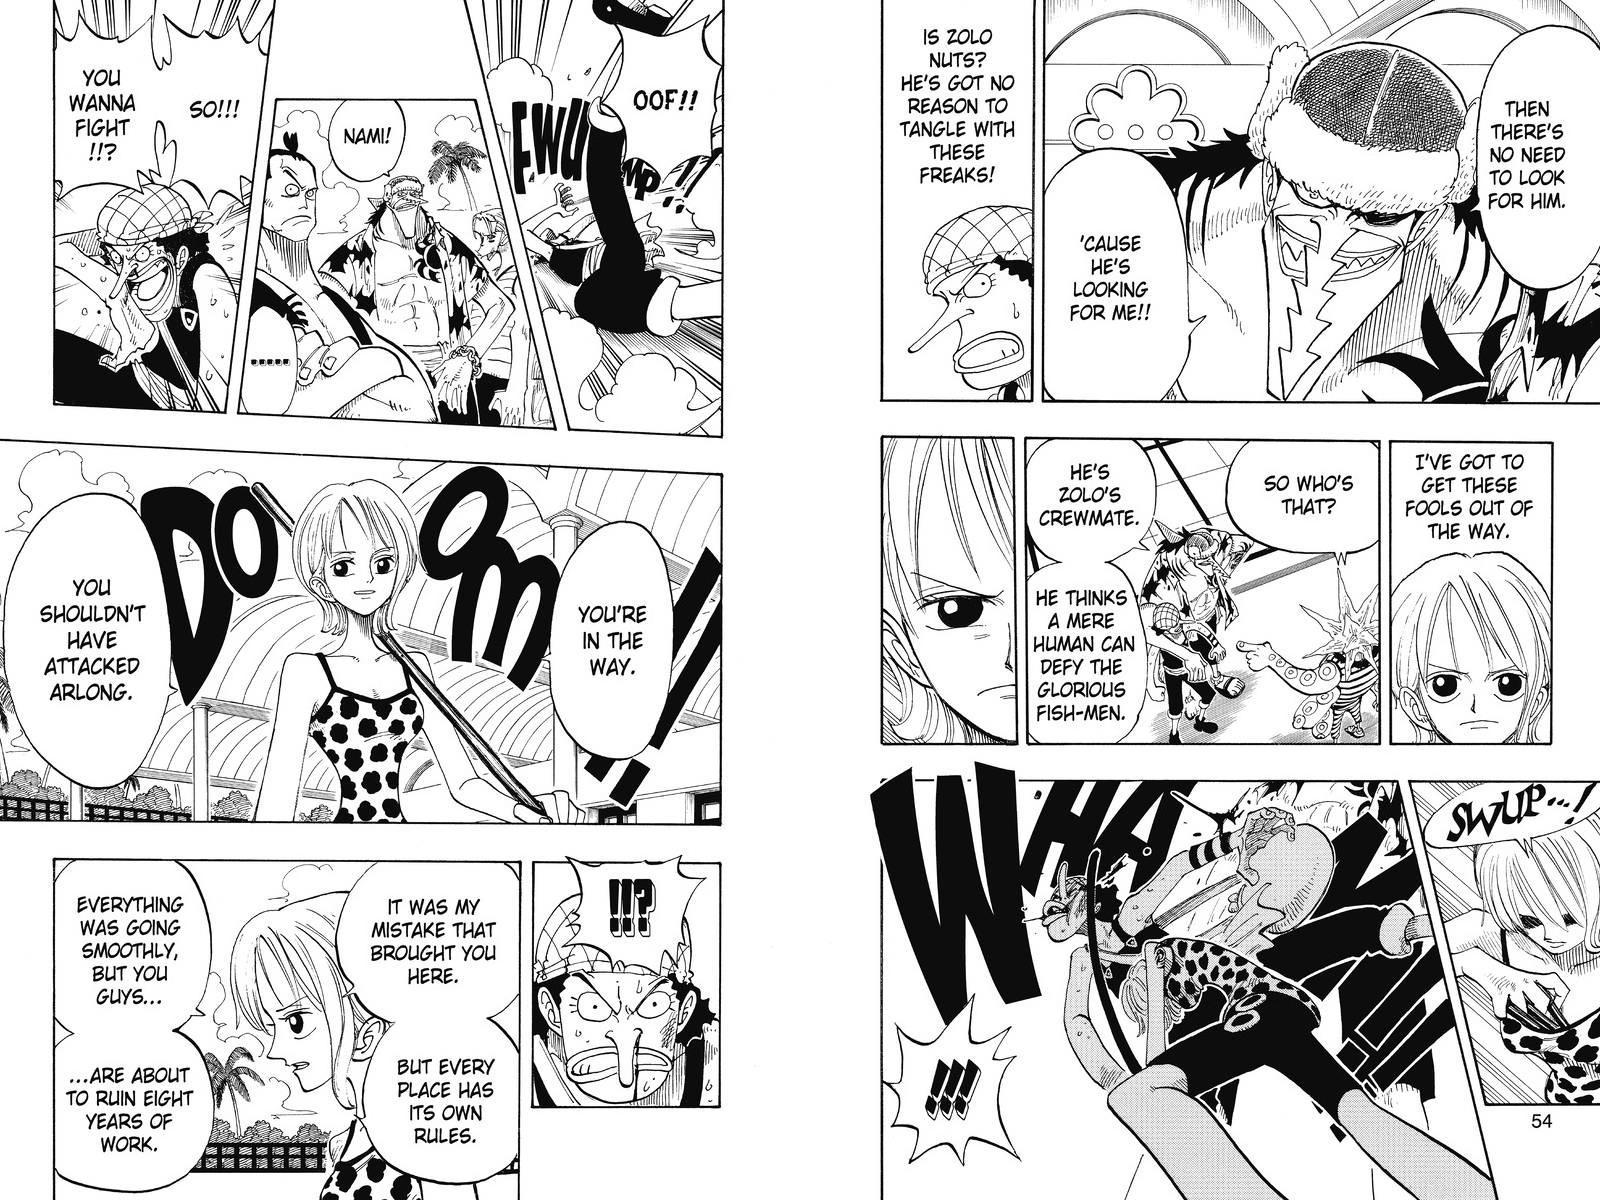 THEN
THERE'S
NO NEED
TO LOOK
FOR HIM.
'CAUSE
HE'S
LOOKING
FOR ME!!
IS ZOLO
NUTS?
HE'S GOT NO
REASON TO
TANGLE WITH
THESE
FREAKS!
I'VE GOT TO
GET THESE
FOOLS OUT OF
THE WAY.
SO WHO'S
THAT?
HE'S
ZOLO'S
CREWMATE.
HE THINKS
A MERE
HUMAN CAN
DEFY THE
GLORIOUS
FISH-MEN.
SWUP...!
WHAM
!!!
54
OOF!!
FWUMP!!
NAMI!
......
SO!!!
YOU
WANNA
FIGHT
!!?
YOU'RE
IN THE
WAY.
DOOM!!
YOU
SHOULDN'T
HAVE
ATTACKED
ARLONG.
!!?
IT WAS MY
MISTAKE THAT
BROUGHT YOU
HERE.
BUT EVERY
PLACE HAS
ITS OWN
RULES.
EVERYTHING
WAS GOING
SMOOTHLY,
BUT YOU
GUYS...
...ARE ABOUT
TO RUIN EIGHT
YEARS OF
WORK.